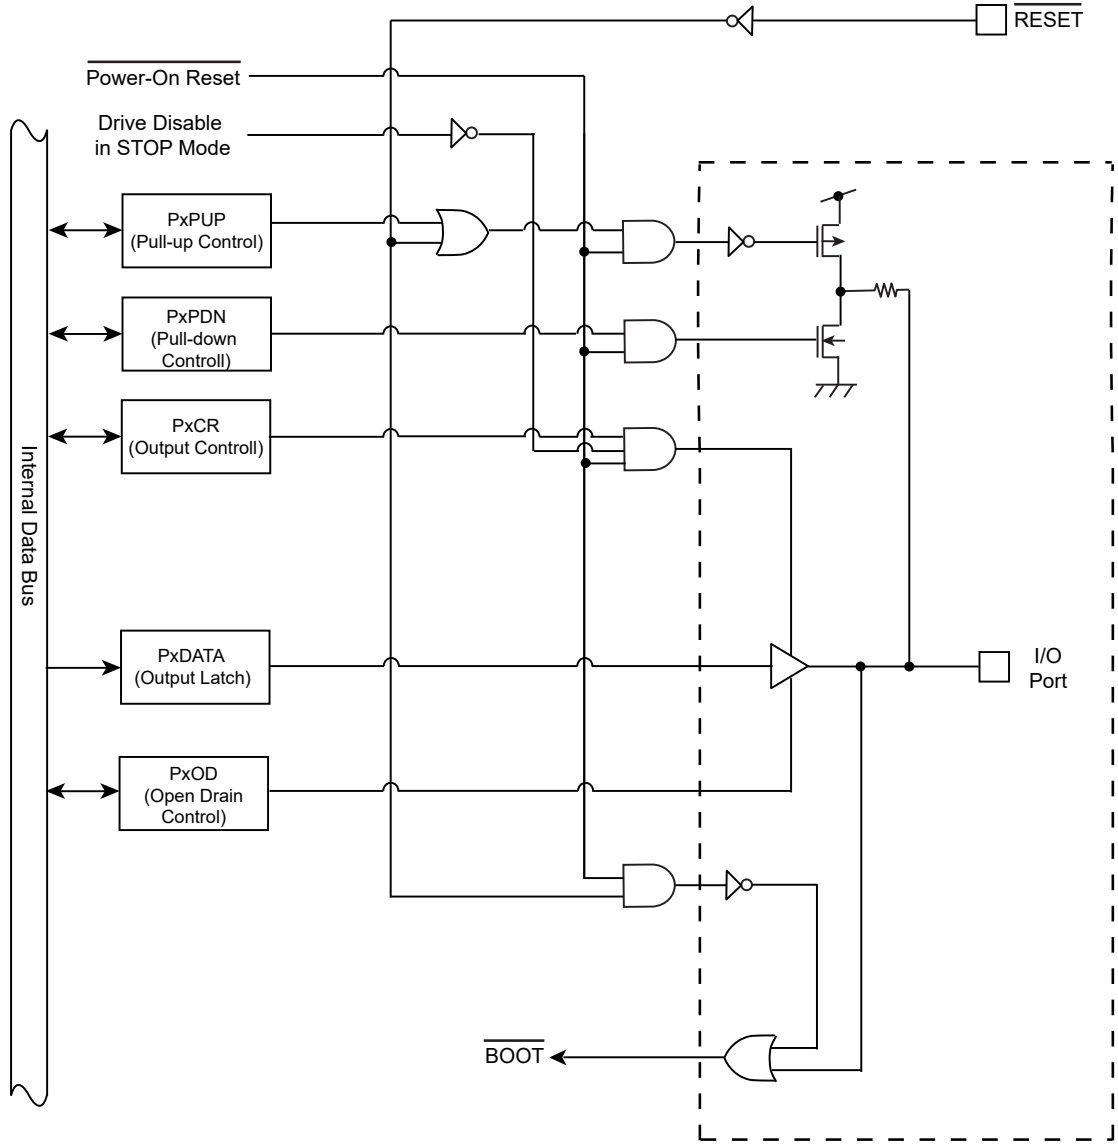 RESET
Power-On Reset
Drive Disable
in STOP Mode
PxPUP
(Pull-up Control)
PxPDN
(Pull-down
Controll)
PxCR
(Output Controll)
Internal Data Bus
PxDATA
(Output Latch)
I/O
Port
PxOD
(Open Drain
Control)
BOOT